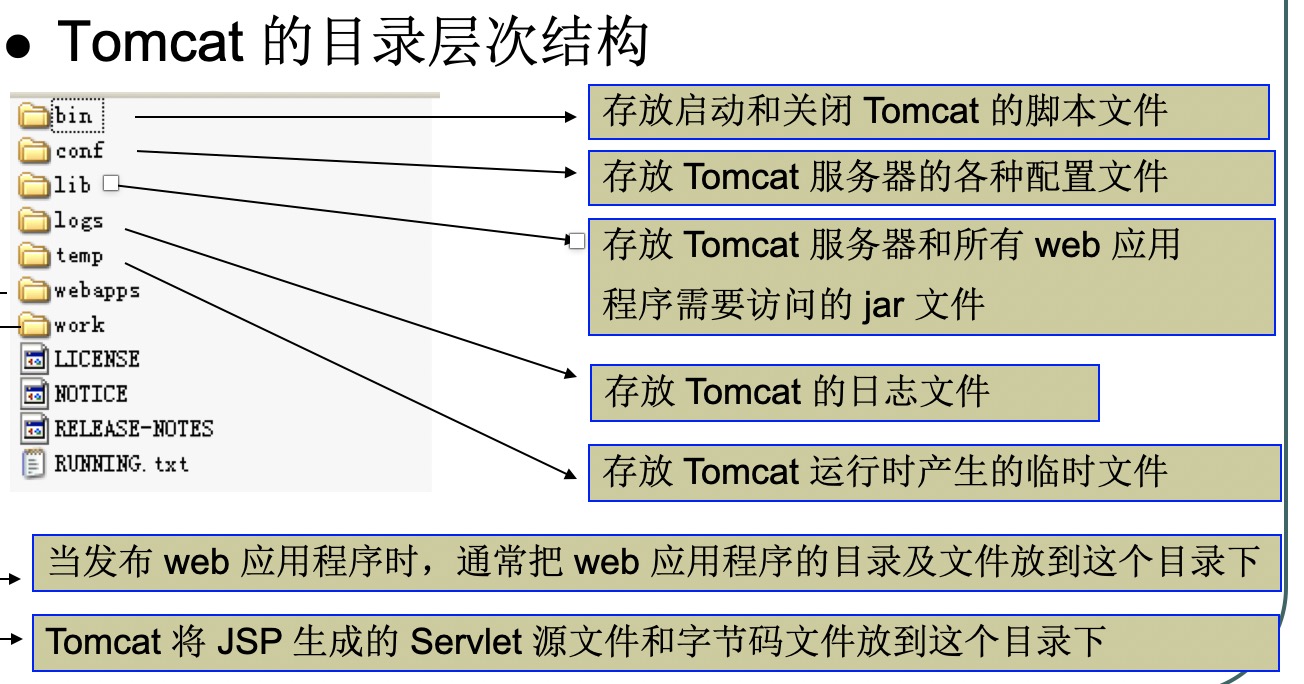 ● Tomcat 的目录层次结构
bin
存放启动和关闭 Tomcat 的脚本文件
conf
存放 Tomcat 服务器的各种配置文件
lib
存放 Tomcat 服务器和所有 web 应用
程序需要访问的 jar 文件
logs
存放 Tomcat 的日志文件
temp
存放 Tomcat 运行时产生的临时文件
webapps
work
LICENSE
NOTICE
RELEASE-NOTES
RUNNING.txt
当发布 web 应用程序时，通常把 web 应用程序的目录及文件放到这个目录下
Tomcat 将 JSP 生成的 Servlet 源文件和字节码文件放到这个目录下